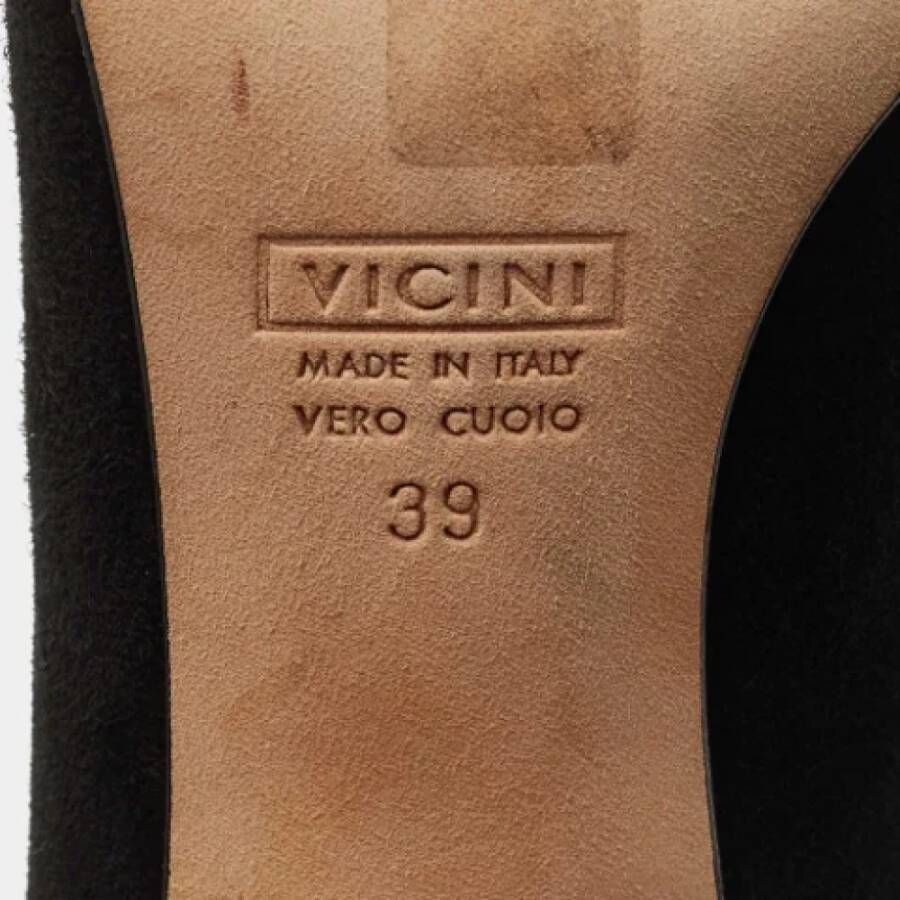 VICINI
MADE IN ITALY
VERO CUOIO
39